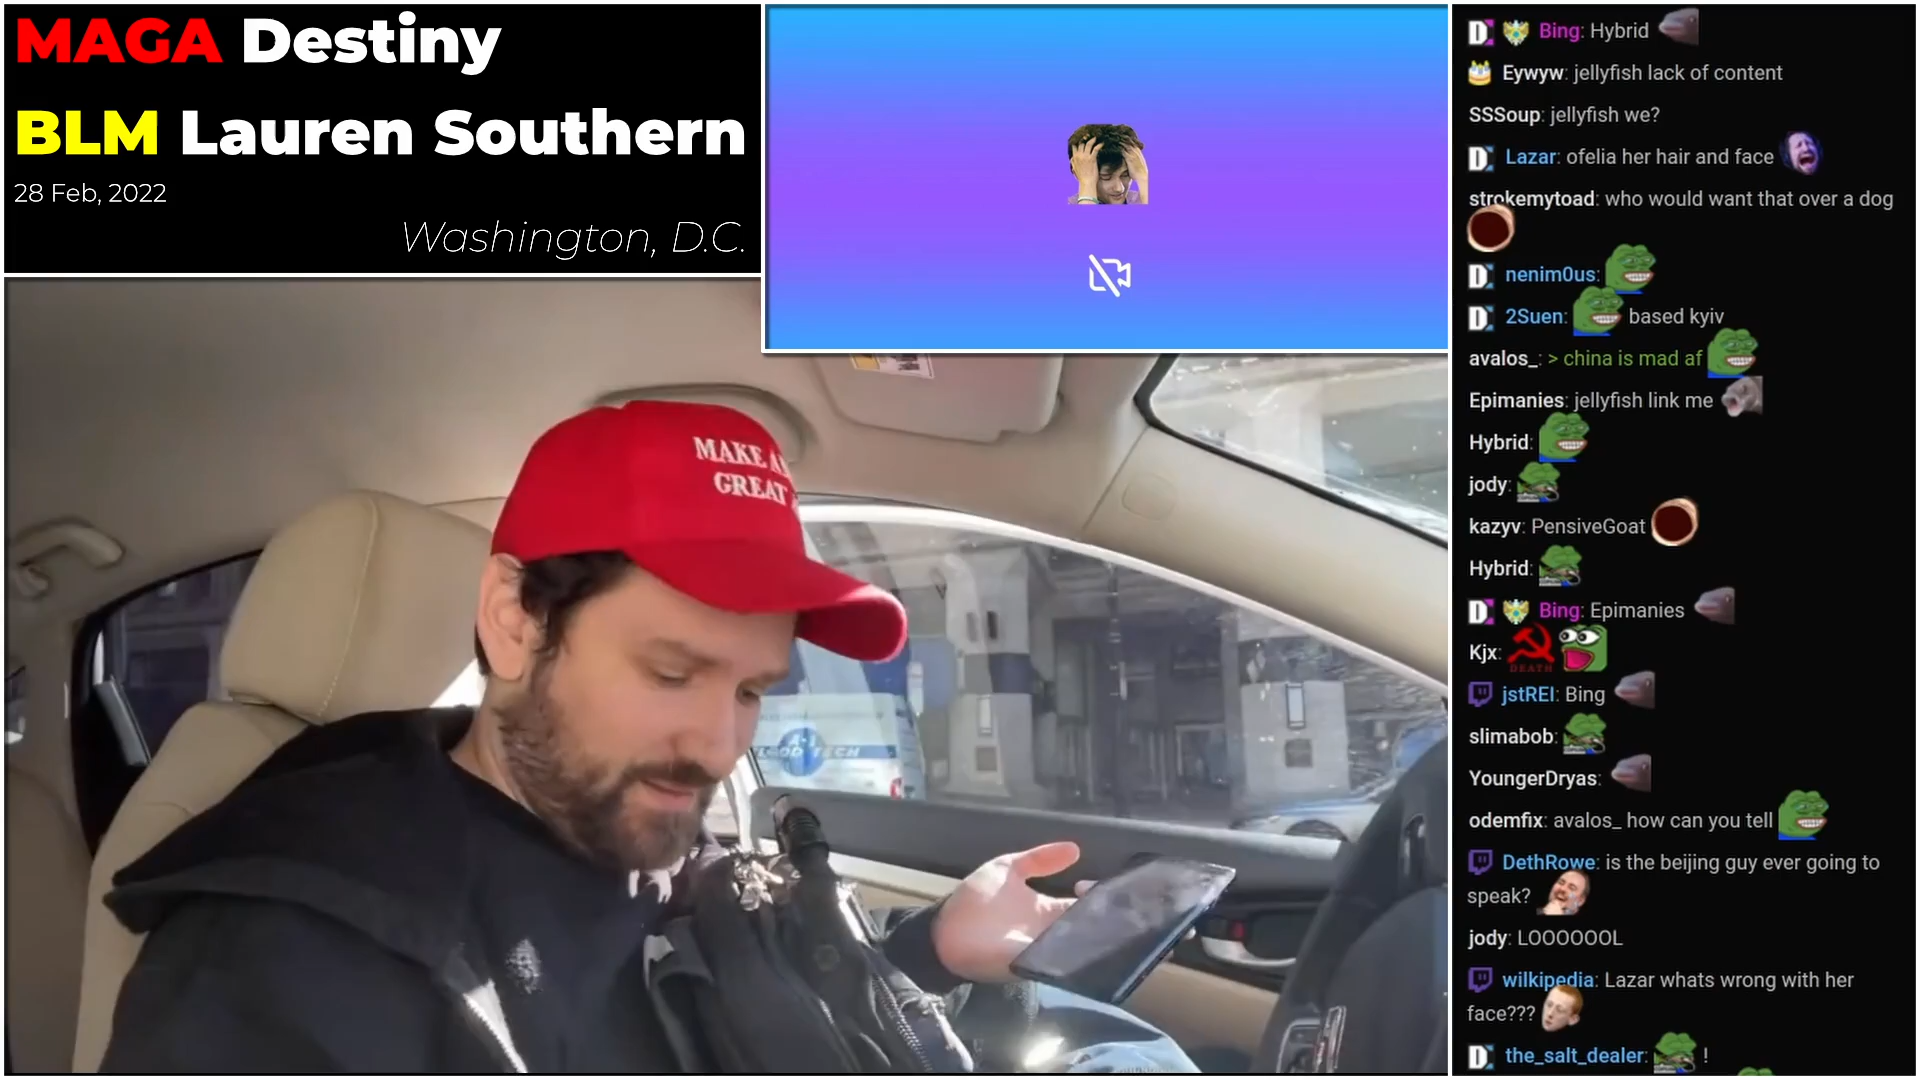 MAGA Destiny
BLM Lauren Southern
28 Feb, 2022
Washington, D.C.
MAKE A
GREAT
A-1
FLOOD TECH
Bing: Hybrid
Eywyw: jellyfish lack of content
SSSoup: jellyfish we?
Lazar: ofelia her hair and face
strokemytoad: who would want that over a dog
nenim0us:
2Suen: based kyiv
avalos_: > china is mad af
Epimanies: jellyfish link me
Hybrid:
jody:
kazyv: PensiveGoat
Hybrid:
Bing: Epimanies
Kjx: DEATH
jstREI: Bing
slimabob:
YoungerDryas:
odemfix: avalos_ how can you tell
DethRowe: is the beijing guy ever going to
speak?
jody: LOOOOOOL
wilkipedia: Lazar whats wrong with her
face???
the_salt_dealer: !